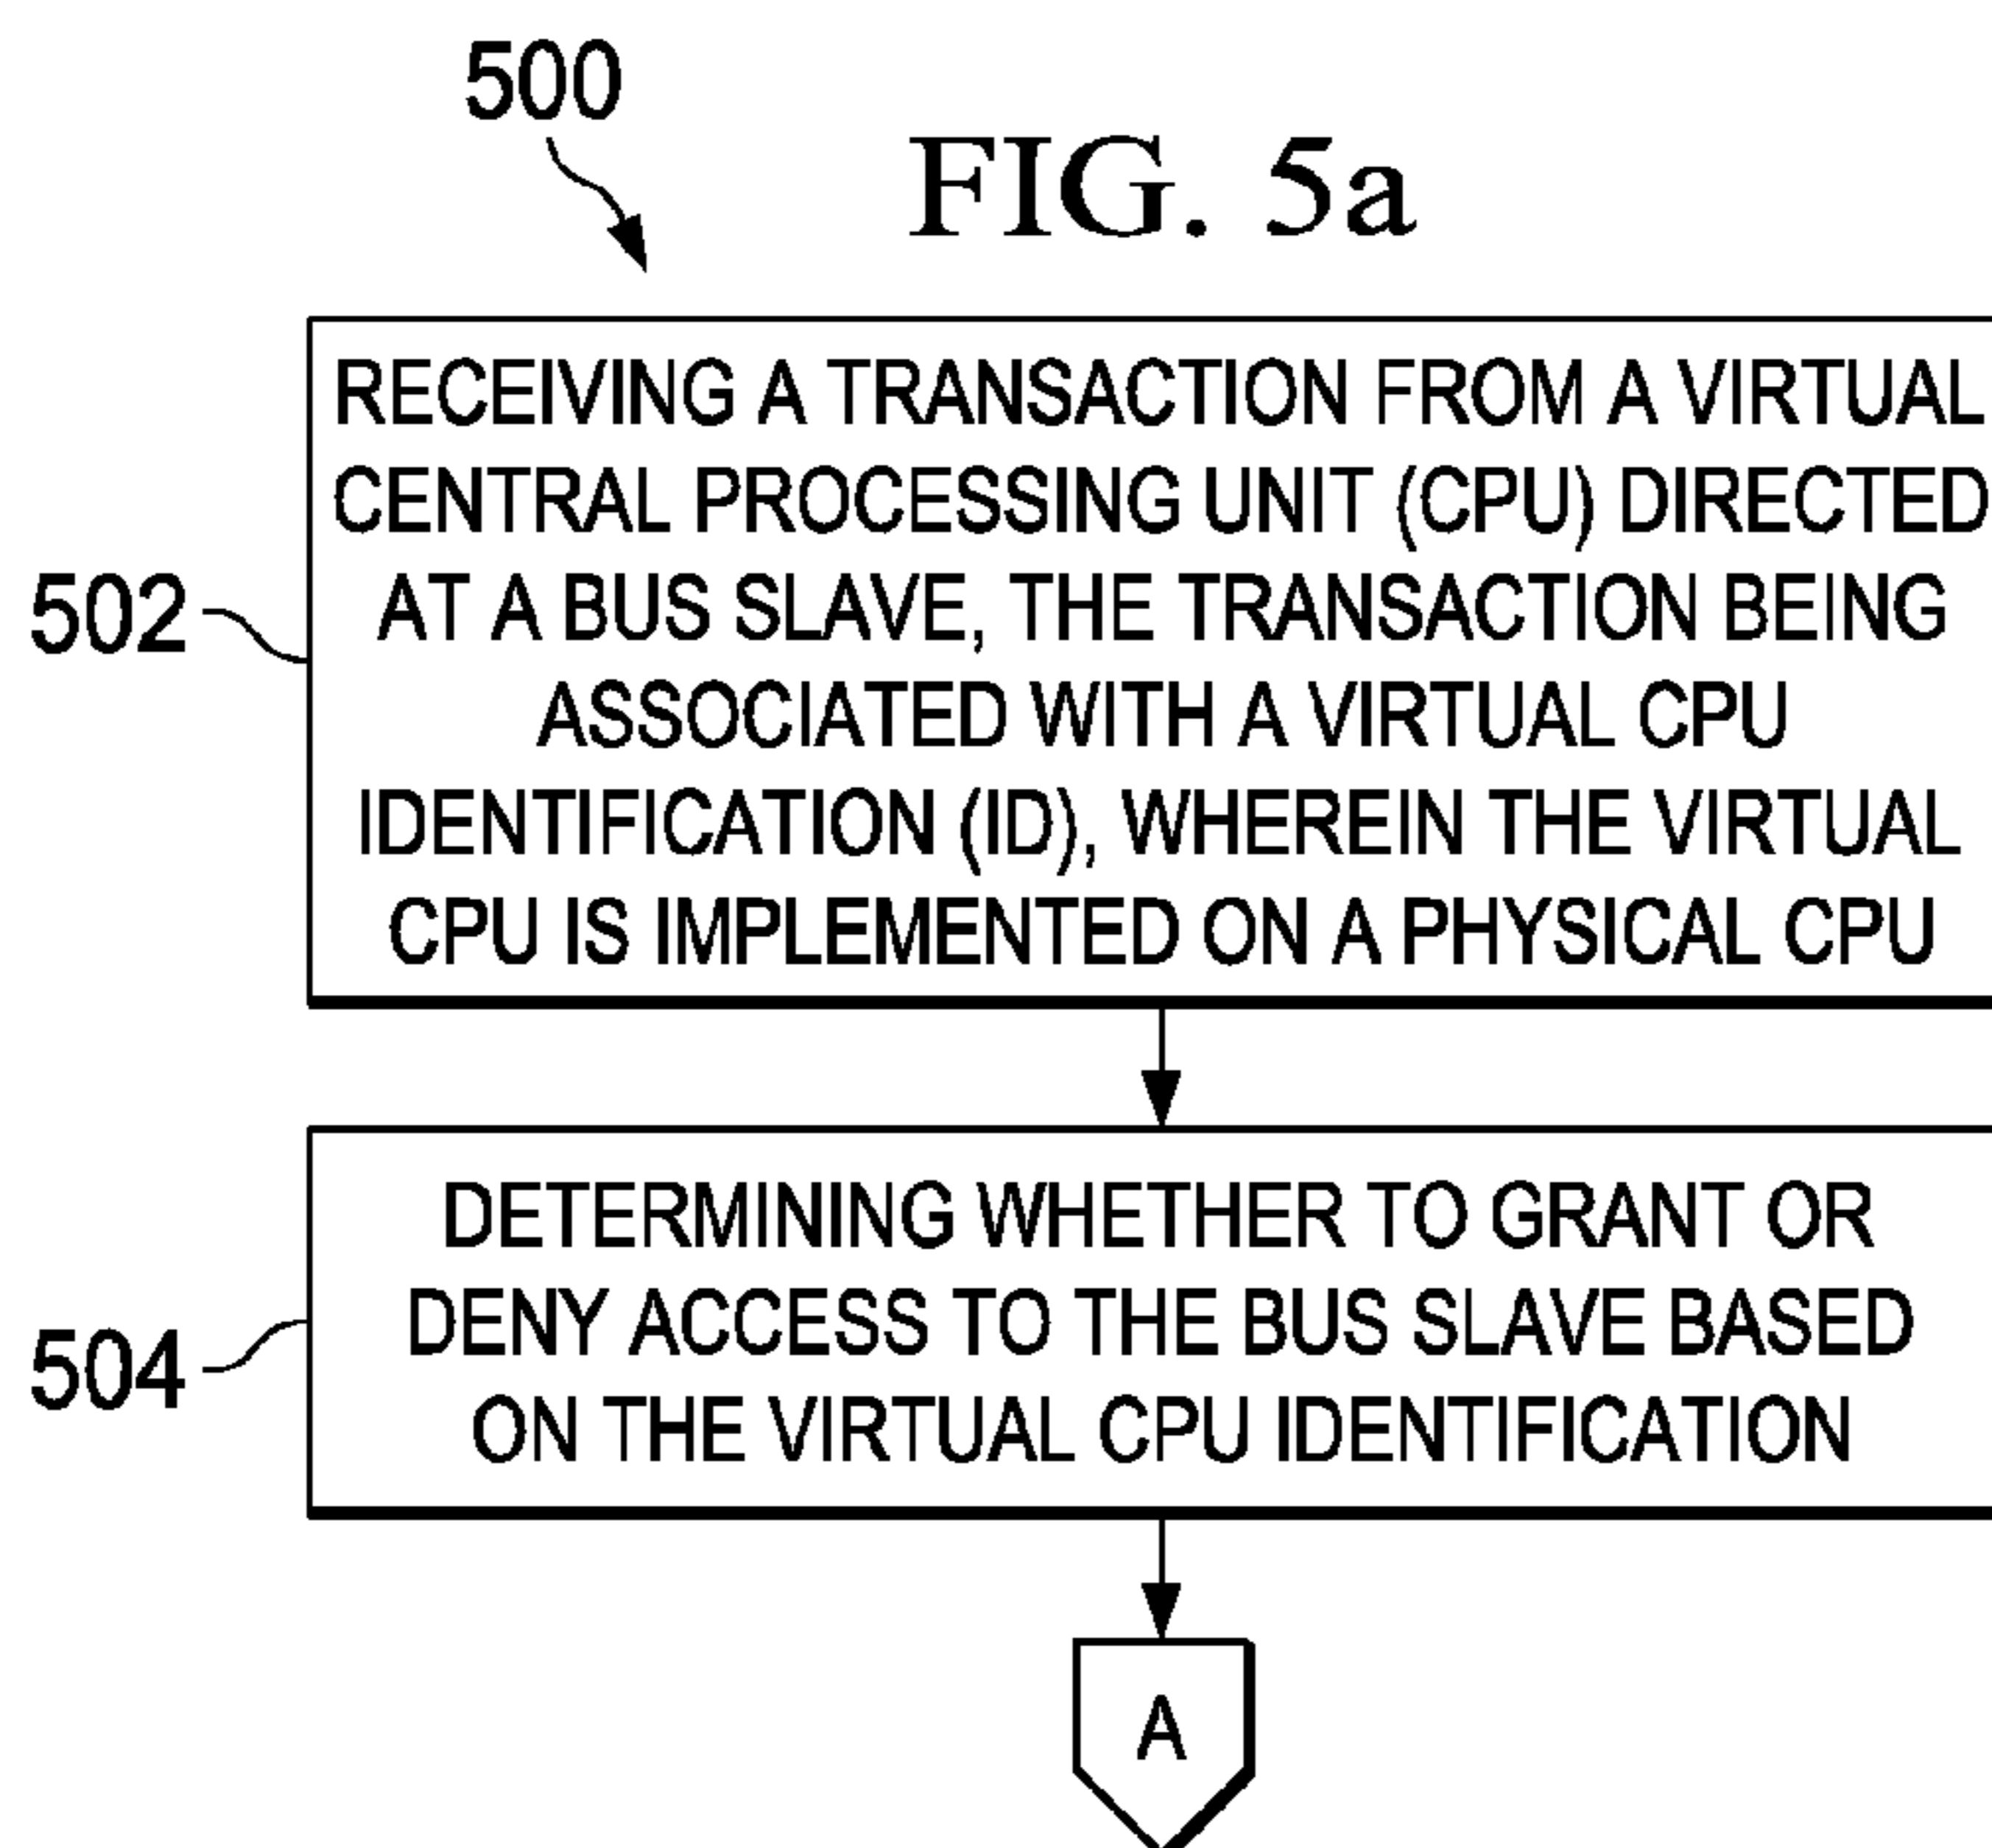 500
FIG. 5a
RECEIVING A TRANSACTION FROM A VIRTUAL
CENTRAL PROCESSING UNIT (CPU) DIRECTED
AT A BUS SLAVE, THE TRANSACTION BEING
ASSOCIATED WITH A VIRTUAL CPU
IDENTIFICATION (ID), WHEREIN THE VIRTUAL
CPU IS IMPLEMENTED ON A PHYSICAL CPU
502
DETERMINING WHETHER TO GRANT OR
DENY ACCESS TO THE BUS SLAVE BASED
ON THE VIRTUAL CPU IDENTIFICATION
504
A